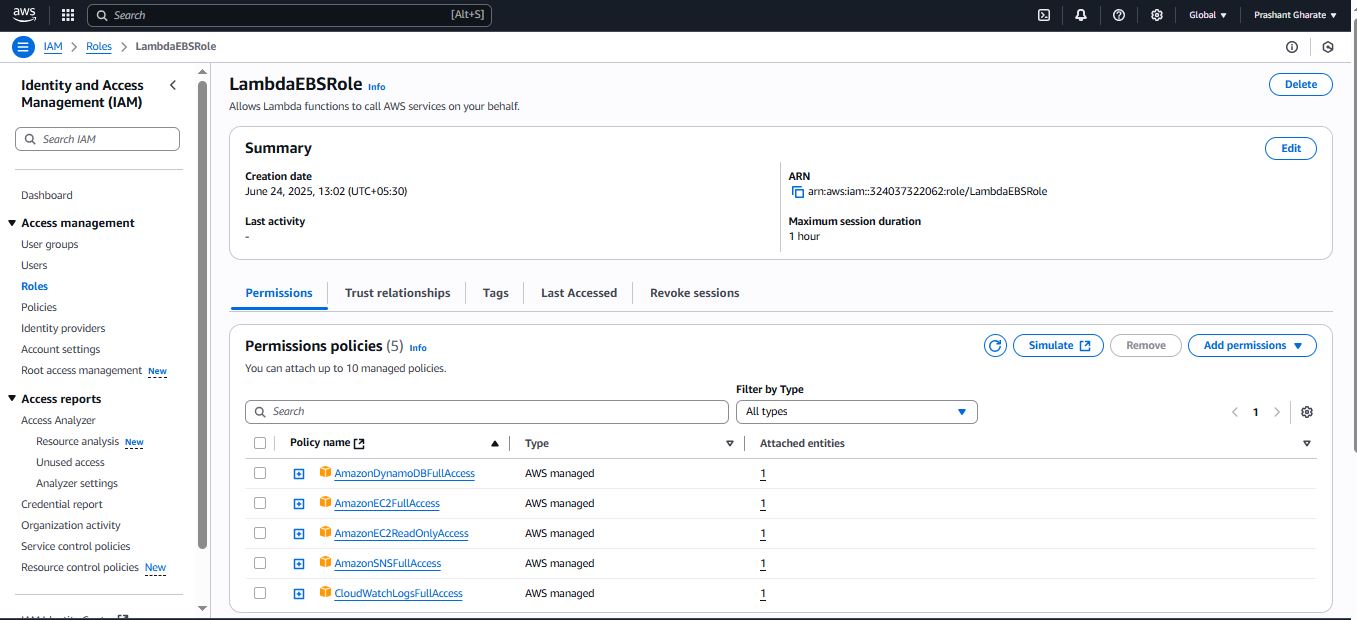 aws
Search [Alt+S] Global Prashant Gharate
IAM Roles LambdaEBSRole
Identity and Access
Management (IAM)
Search IAM
Dashboard
Access management
User groups
Users
Roles
Policies
Identity providers
Account settings
Root access management New
Access reports
Access Analyzer
Resource analysis New
Unused access
Analyzer settings
Credential report
Organization activity
Service control policies
Resource control policies New
LambdaEBSRole Info
Delete
Allows Lambda functions to call AWS services on your behalf.
Summary
Edit
Creation date
June 24, 2025, 13:02 (UTC+05:30)
Last activity
-
ARN
arn:aws:iam::324037322062:role/LambdaEBSRole
Maximum session duration
1 hour
Permissions Trust relationships Tags Last Accessed Revoke sessions
Permissions policies (5) Info
Simulate Remove Add permissions
You can attach up to 10 managed policies.
Filter by Type
Search All types 1
Policy name Type Attached entities
AmazonDynamoDBFullAccess AWS managed 1
AmazonEC2FullAccess AWS managed 1
AmazonEC2ReadOnlyAccess AWS managed 1
AmazonSNSFullAccess AWS managed 1
CloudWatchLogsFullAccess AWS managed 1